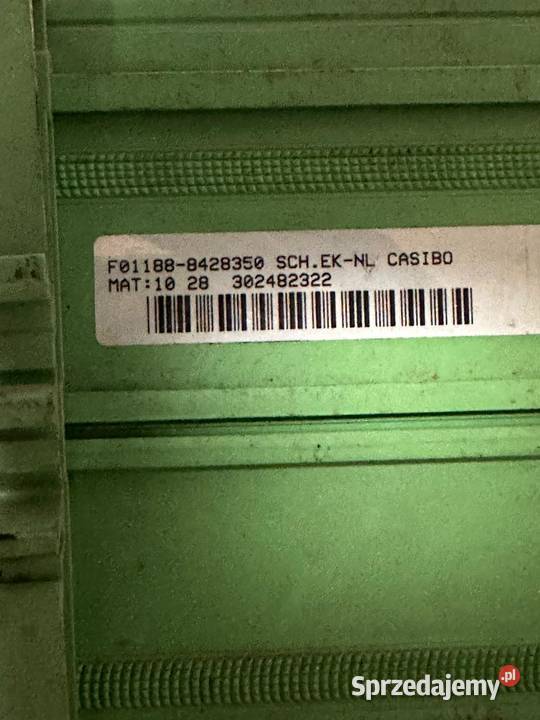 F01188-8428350 SCH.EK-NL CASIBO
MAT:10 28 302482322
Sprzedajemy.pl